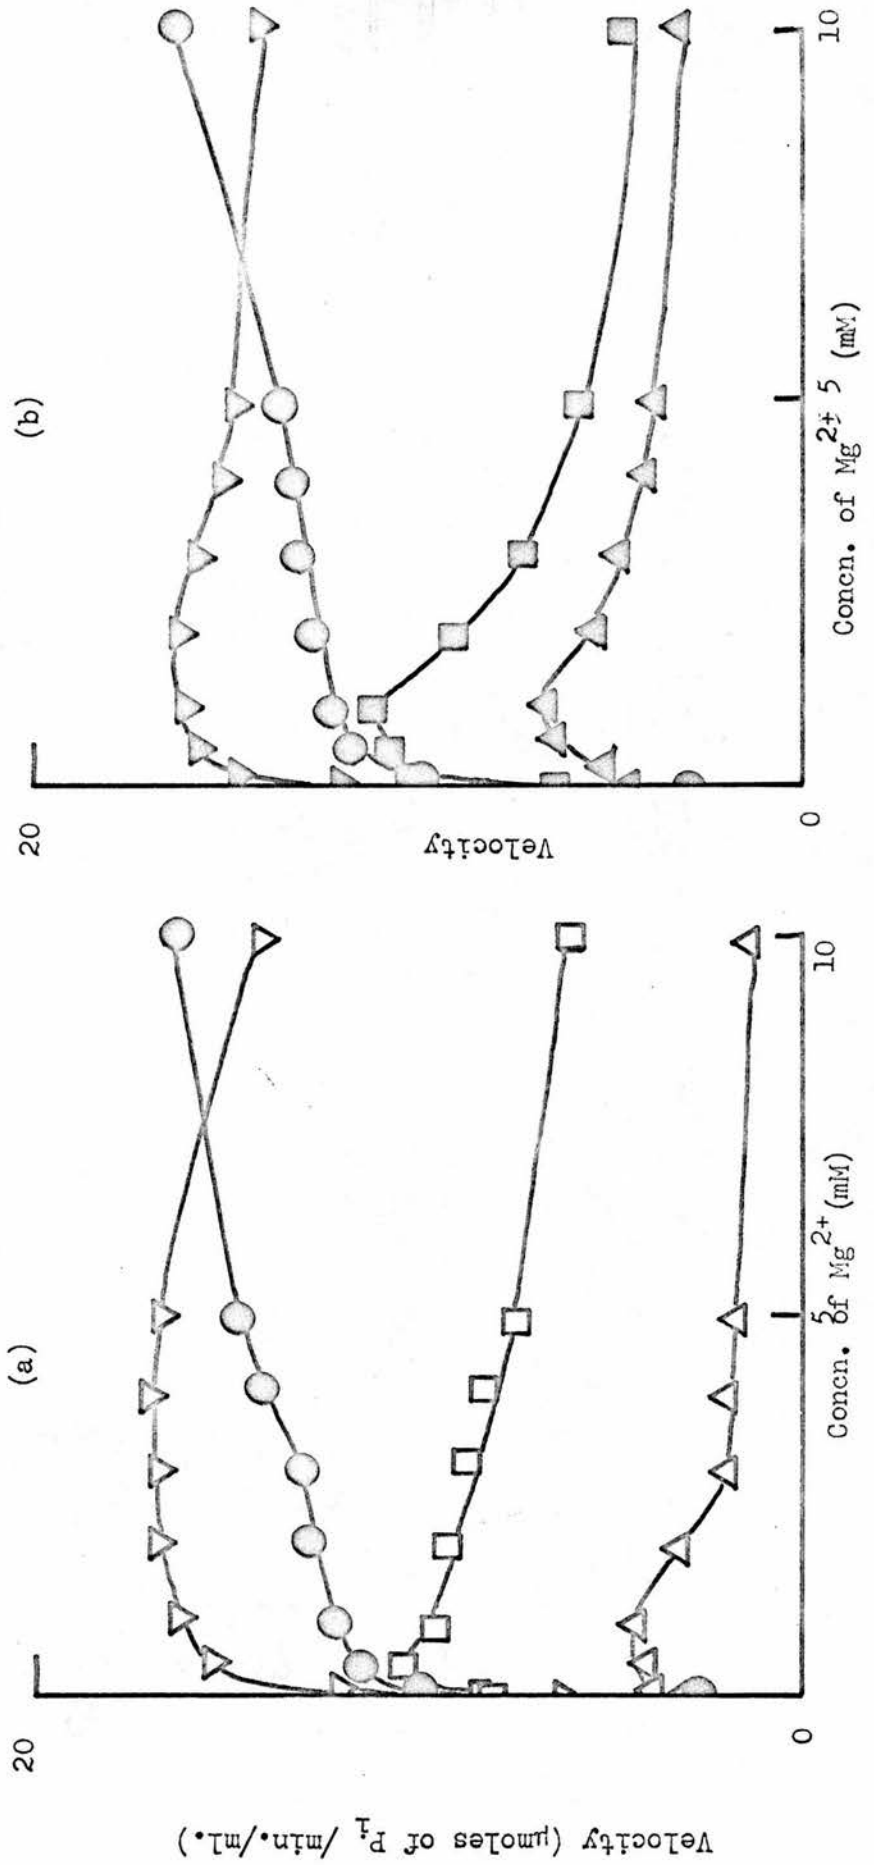 (a)
20
Velocity (μmoles of Pi /min./ml.)
0
5
10
Concn. of Mg2+ (mM)
(b)
20
Velocity
0
5
10
Concn. of Mg2+ (mM)